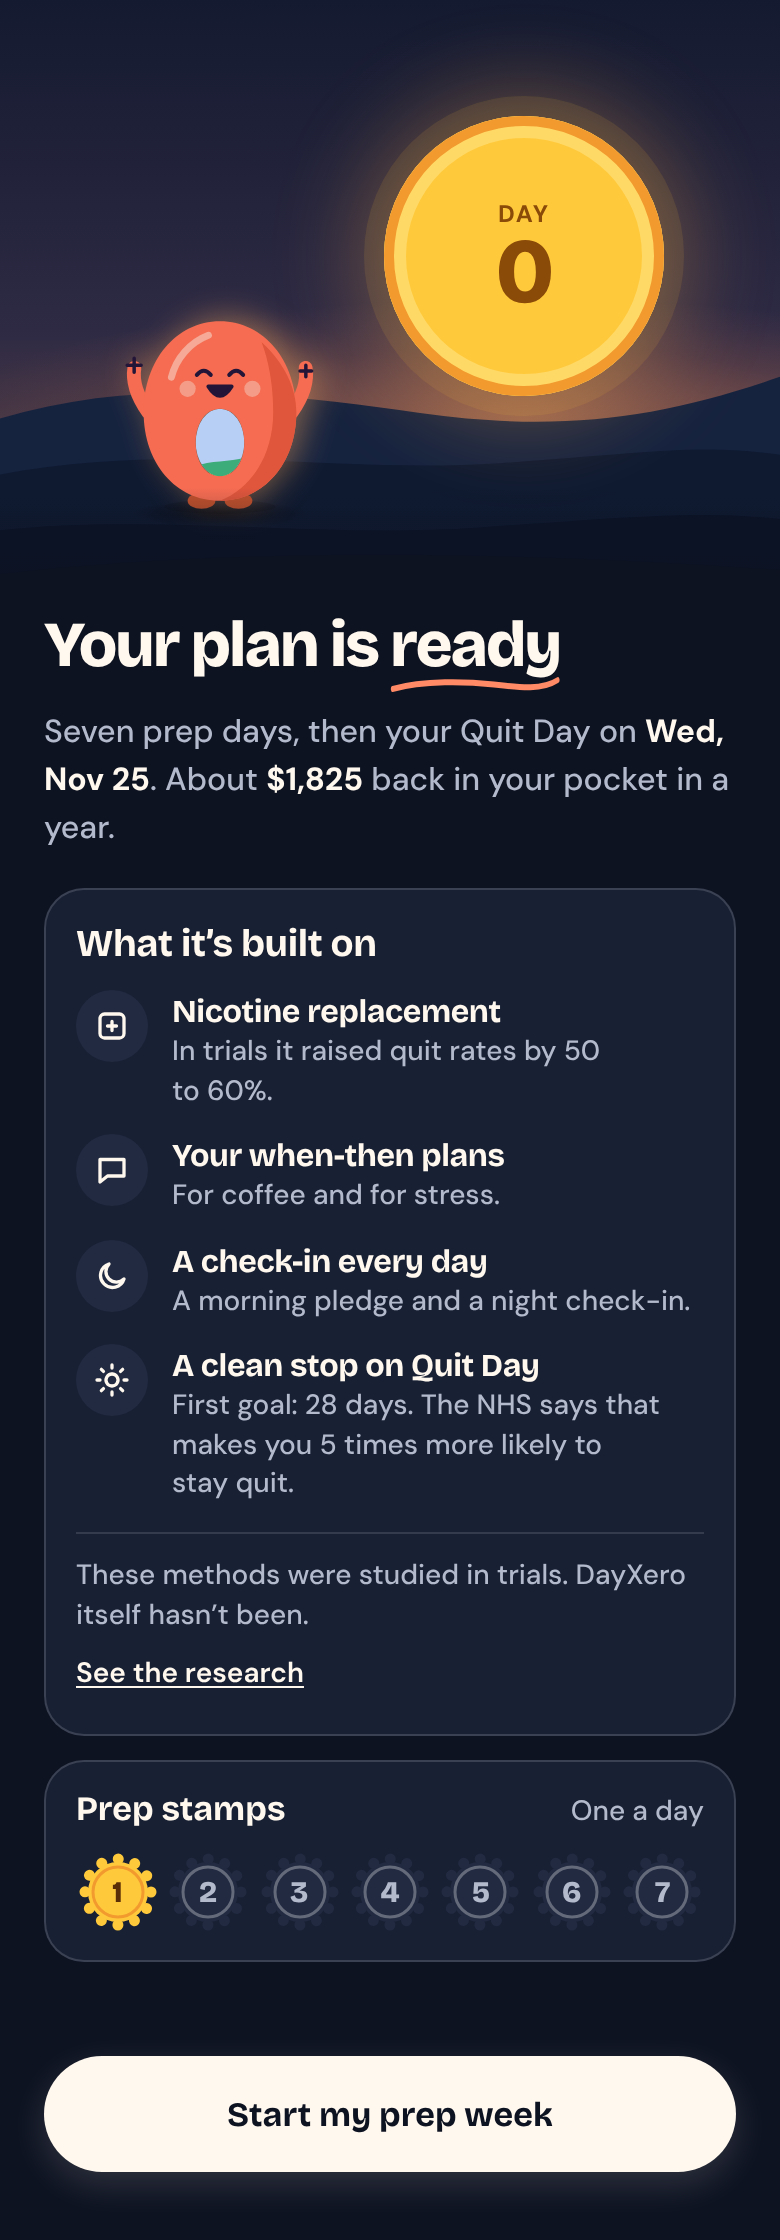 DAY
0
Your plan is ready
Seven prep days, then your Quit Day on Wed,
Nov 25. About $1,825 back in your pocket in a
year.
What it’s built on
Nicotine replacement
In trials it raised quit rates by 50
to 60%.
Your when-then plans
For coffee and for stress.
A check-in every day
A morning pledge and a night check-in.
A clean stop on Quit Day
First goal: 28 days. The NHS says that
makes you 5 times more likely to
stay quit.
These methods were studied in trials. DayXero
itself hasn’t been.
See the research
Prep stamps One a day
1 2 3 4 5 6 7
Start my prep week